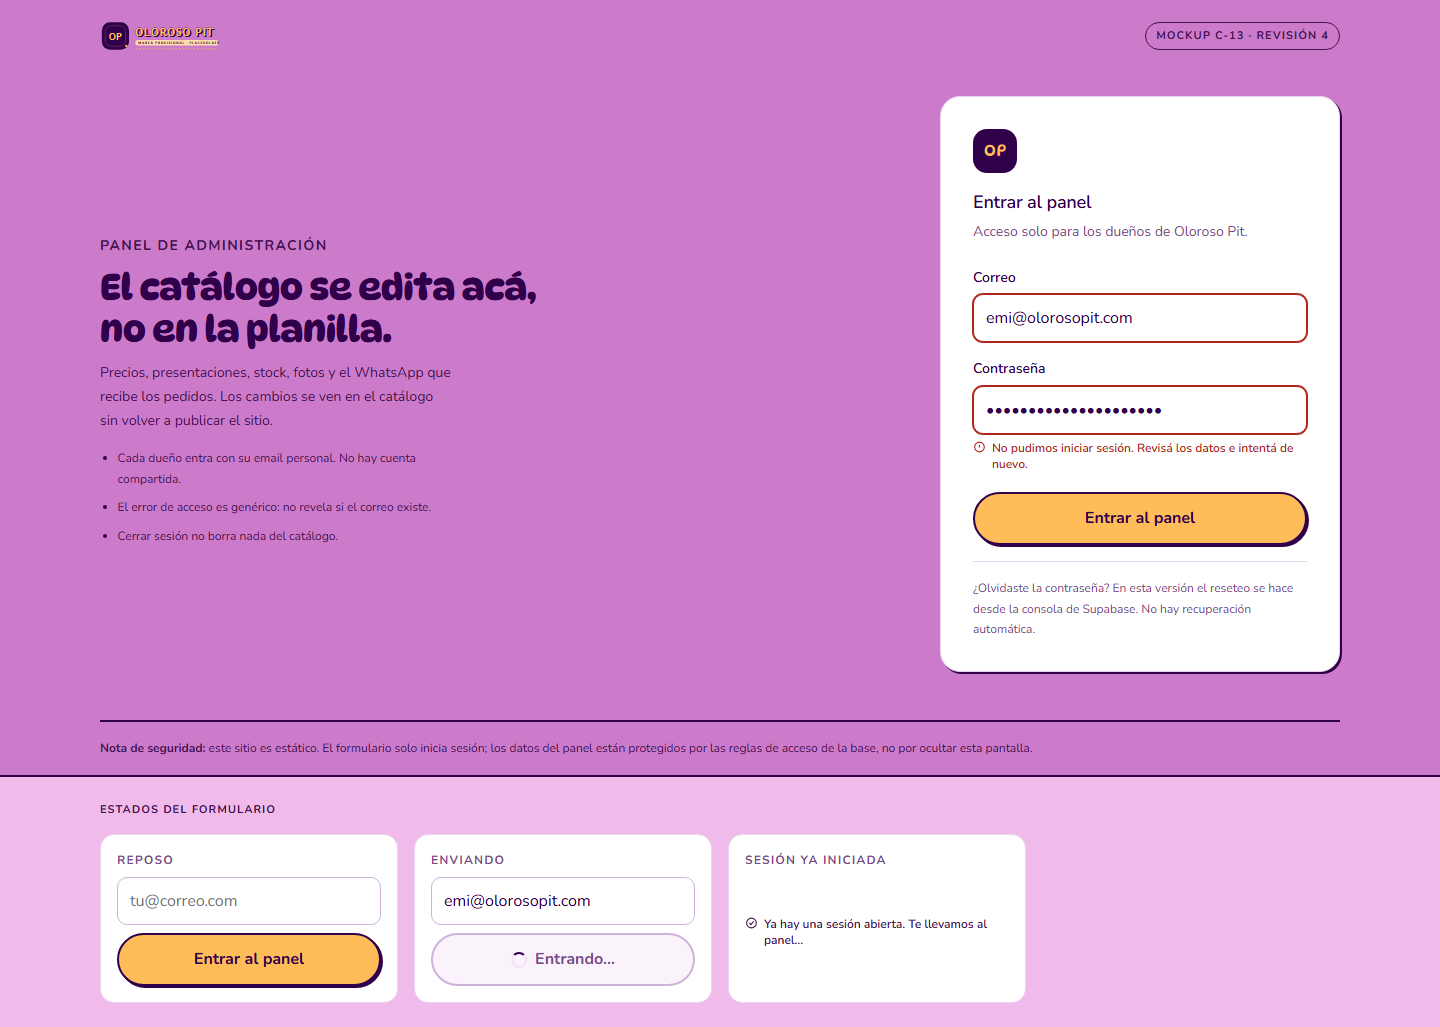 OP OLOROSO PIT
MARCA PROVISIONAL · PLACEHOLDER
MOCKUP C-13 · REVISIÓN 4
PANEL DE ADMINISTRACIÓN
El catálogo se edita acá,
no en la planilla.
Precios, presentaciones, stock, fotos y el WhatsApp que
recibe los pedidos. Los cambios se ven en el catálogo
sin volver a publicar el sitio.
• Cada dueño entra con su email personal. No hay cuenta
compartida.
• El error de acceso es genérico: no revela si el correo existe.
• Cerrar sesión no borra nada del catálogo.
OP
Entrar al panel
Acceso solo para los dueños de Oloroso Pit.
Correo
emi@olorosopit.com
Contraseña
•••••••••••••••••••••
No pudimos iniciar sesión. Revisá los datos e intentá de
nuevo.
Entrar al panel
¿Olvidaste la contraseña? En esta versión el reseteo se hace
desde la consola de Supabase. No hay recuperación
automática.
Nota de seguridad: este sitio es estático. El formulario solo inicia sesión; los datos del panel están protegidos por las reglas de acceso de la base, no por ocultar esta pantalla.
ESTADOS DEL FORMULARIO
REPOSO
tu@correo.com
Entrar al panel
ENVIANDO
emi@olorosopit.com
Entrando...
SESIÓN YA INICIADA
Ya hay una sesión abierta. Te llevamos al
panel...